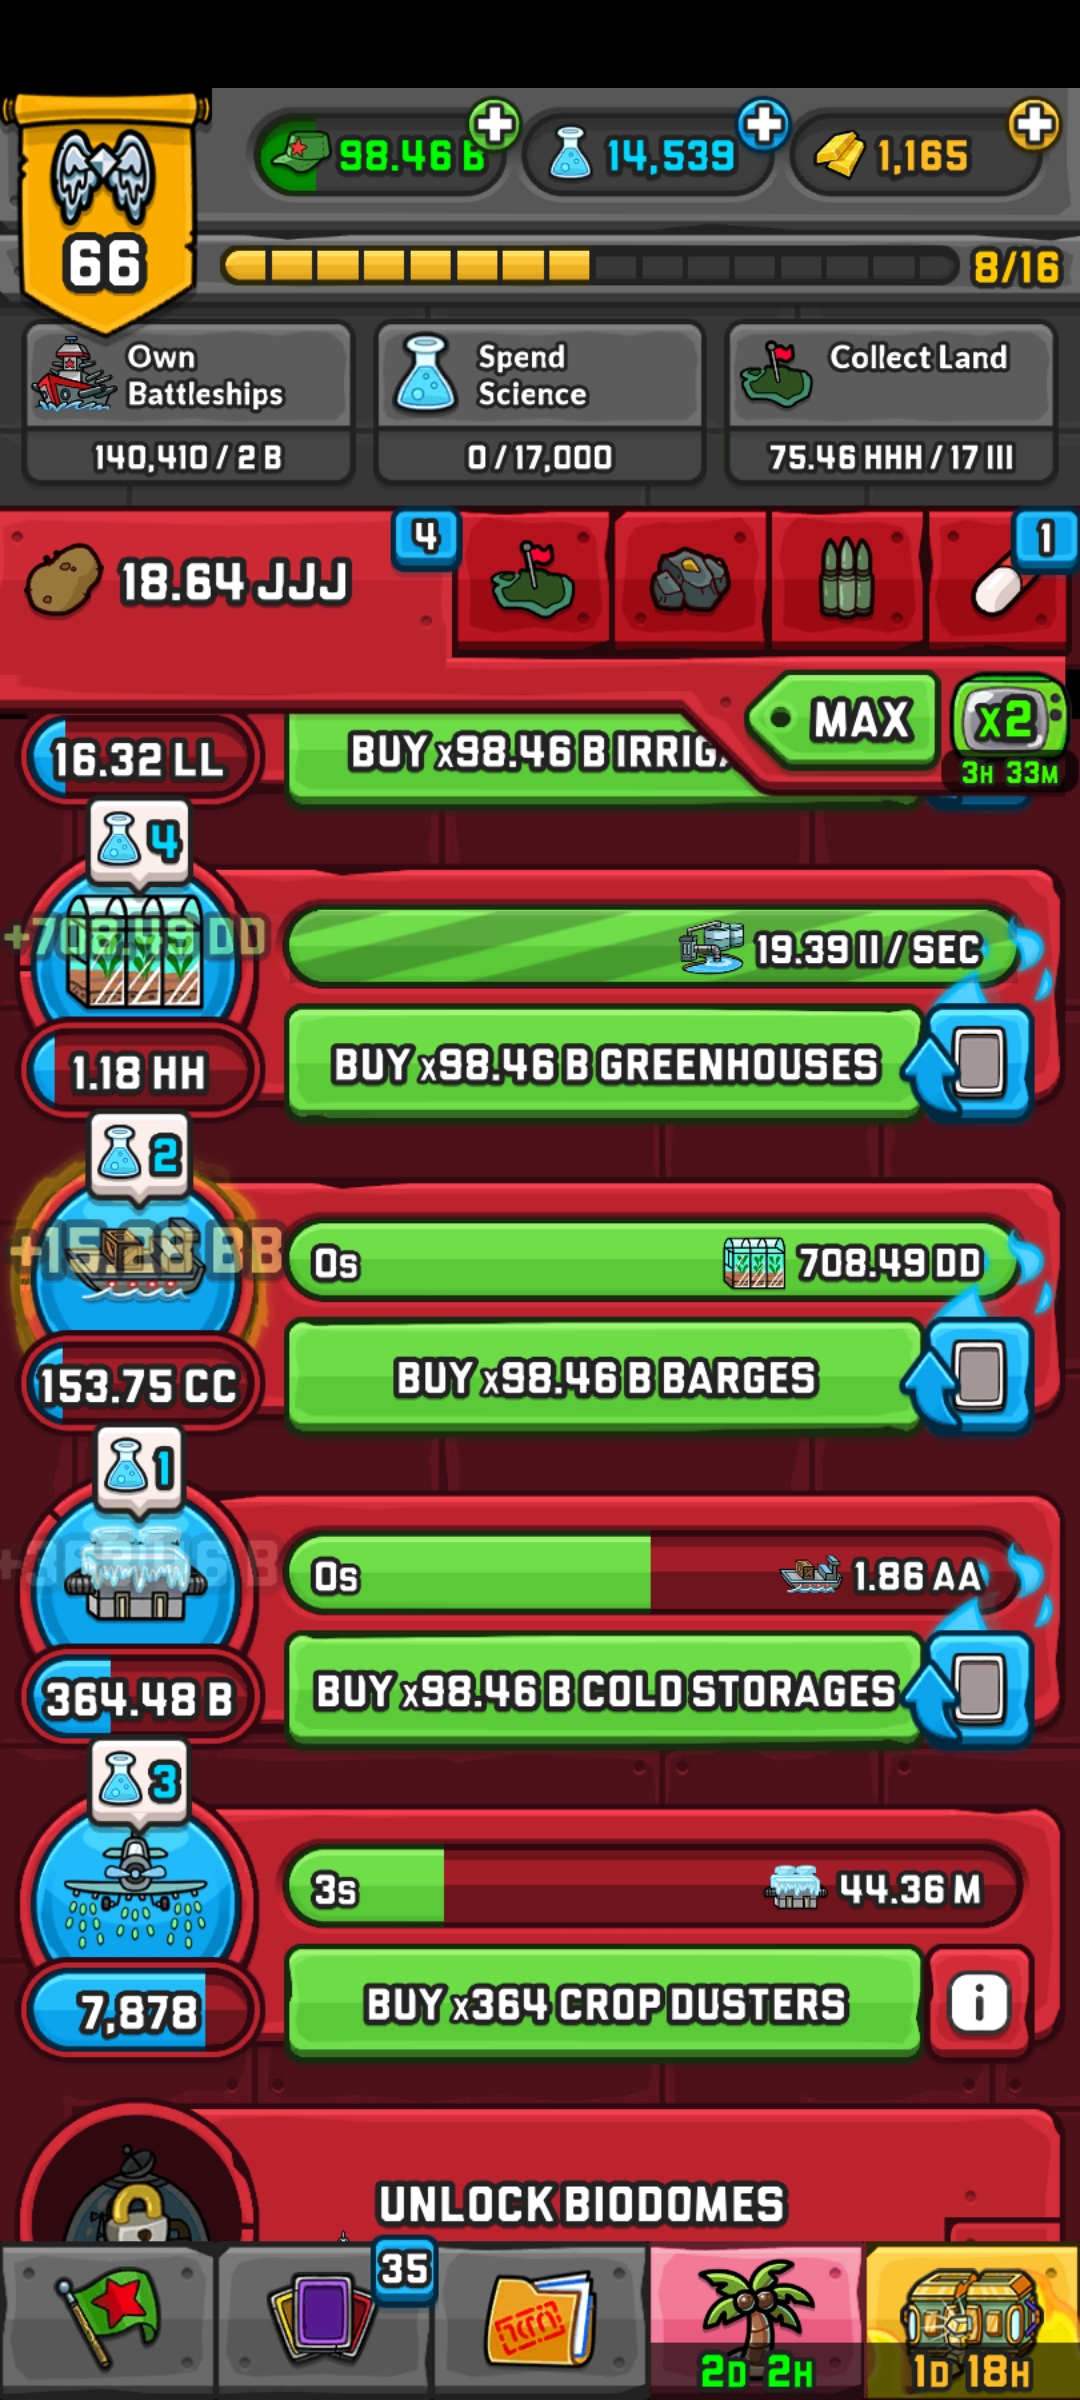 98.46 B
14,539
1,165
66
8/16
Own
Battleships
140,410 / 2 B
Spend
Science
0 / 17,000
Collect Land
75.46 HHH / 17 III
18.64 JJJ
4
1
MAX
x2
3H 33M
16.32 LL
BUY x98.46 B IRRIG
4
+708.49 DD
19.39 II / SEC
1.18 HH
BUY x98.46 B GREENHOUSES
2
+15.28 BB
0s
708.49 DD
153.75 CC
BUY x98.46 B BARGES
1
0s
1.86 AA
364.48 B
BUY x98.46 B COLD STORAGES
3
3s
44.36 M
7,878
BUY x364 CROP DUSTERS
i
UNLOCK BIODOMES
35
2D 2H
1D 18H